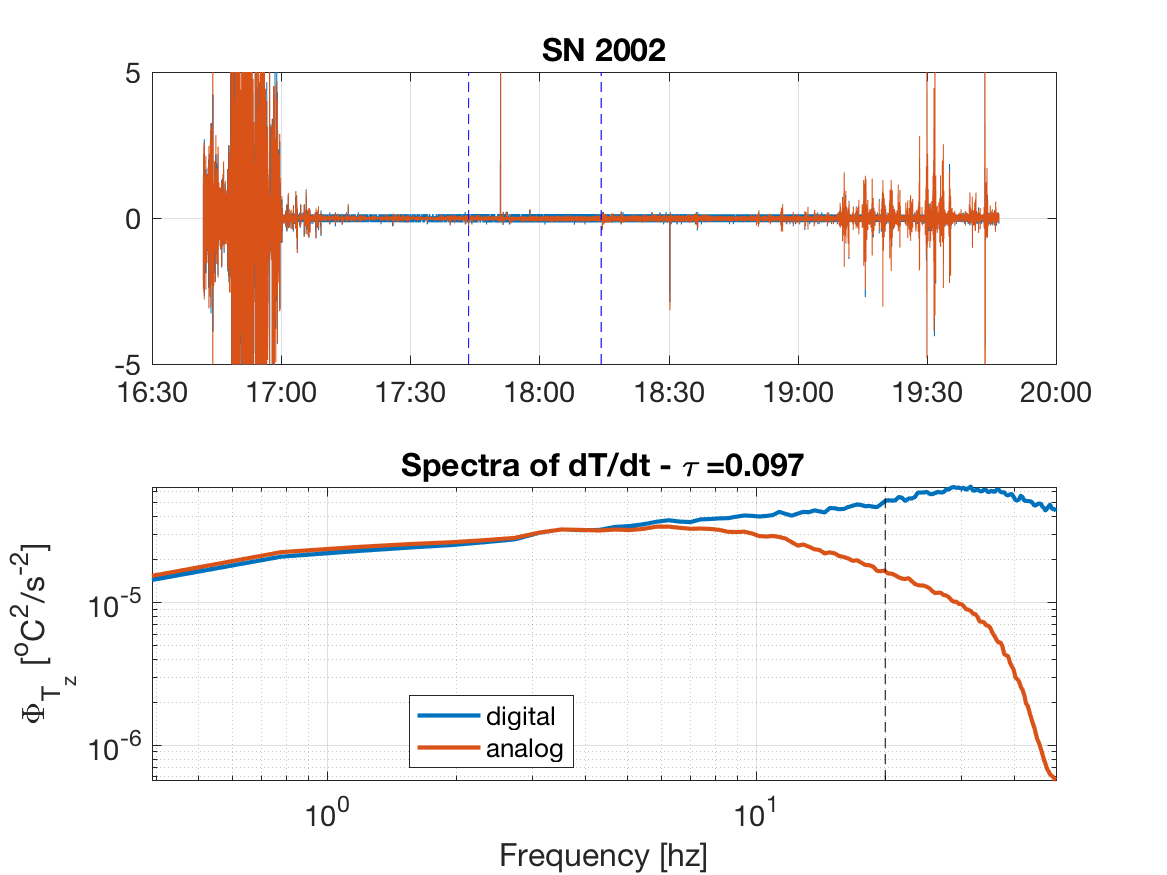 SN 2002
5
0
-5
16:30 17:00 17:30 18:00 18:30 19:00 19:30 20:00
Spectra of dT/dt - τ =0.097
Φ_T_z [°C²/s⁻²]
10⁻⁵
10⁻⁶
digital
analog
10⁰ 10¹
Frequency [hz]